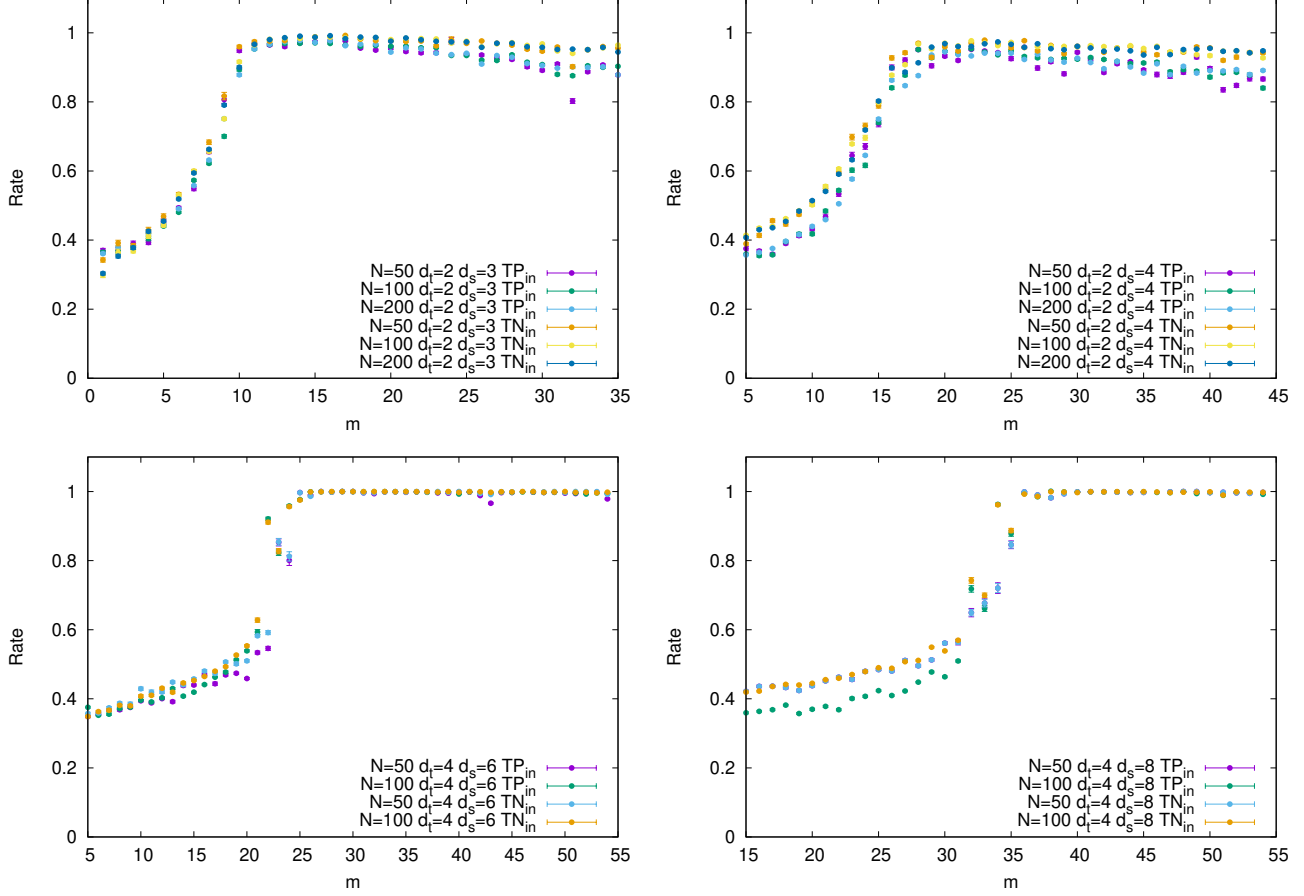 1
0.8
0.6
0.4
0.2
0
Rate
0 5 10 15 20 25 30 35
m
N=50 d_t=2 d_s=3 TP_in
N=100 d_t=2 d_s=3 TP_in
N=200 d_t=2 d_s=3 TP_in
N=50 d_t=2 d_s=3 TN_in
N=100 d_t=2 d_s=3 TN_in
N=200 d_t=2 d_s=3 TN_in
1
0.8
0.6
0.4
0.2
0
Rate
5 10 15 20 25 30 35 40 45
m
N=50 d_t=2 d_s=4 TP_in
N=100 d_t=2 d_s=4 TP_in
N=200 d_t=2 d_s=4 TP_in
N=50 d_t=2 d_s=4 TN_in
N=100 d_t=2 d_s=4 TN_in
N=200 d_t=2 d_s=4 TN_in
1
0.8
0.6
0.4
0.2
0
Rate
5 10 15 20 25 30 35 40 45 50 55
m
N=50 d_t=4 d_s=6 TP_in
N=100 d_t=4 d_s=6 TP_in
N=50 d_t=4 d_s=6 TN_in
N=100 d_t=4 d_s=6 TN_in
1
0.8
0.6
0.4
0.2
0
Rate
15 20 25 30 35 40 45 50 55
m
N=50 d_t=4 d_s=8 TP_in
N=100 d_t=4 d_s=8 TP_in
N=50 d_t=4 d_s=8 TN_in
N=100 d_t=4 d_s=8 TN_in